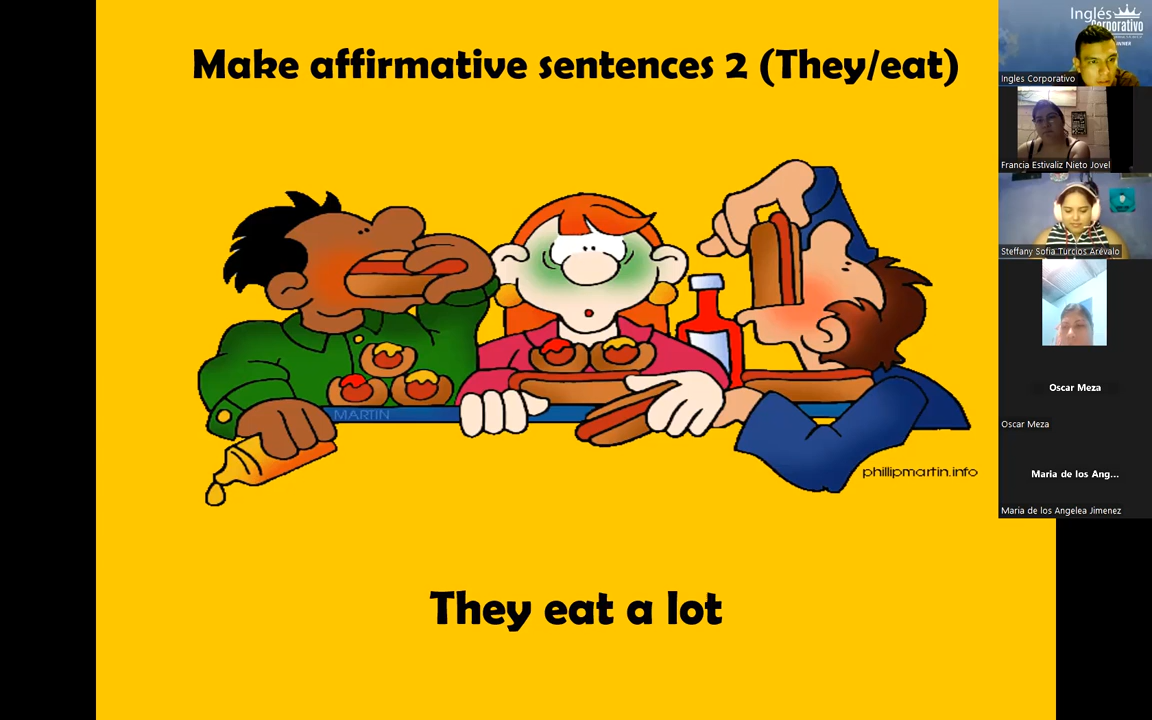 Make affirmative sentences 2 (They/eat)
MARTIN
phillipmartin.info
They eat a lot
Inglés
Corporativo
Ingles Corporativo
Francia Estivaliz Nieto Jovel
Steffany Sofia Turcios Arévalo
Oscar Meza
Oscar Meza
Maria de los Ang...
Maria de los Angelea Jimenez